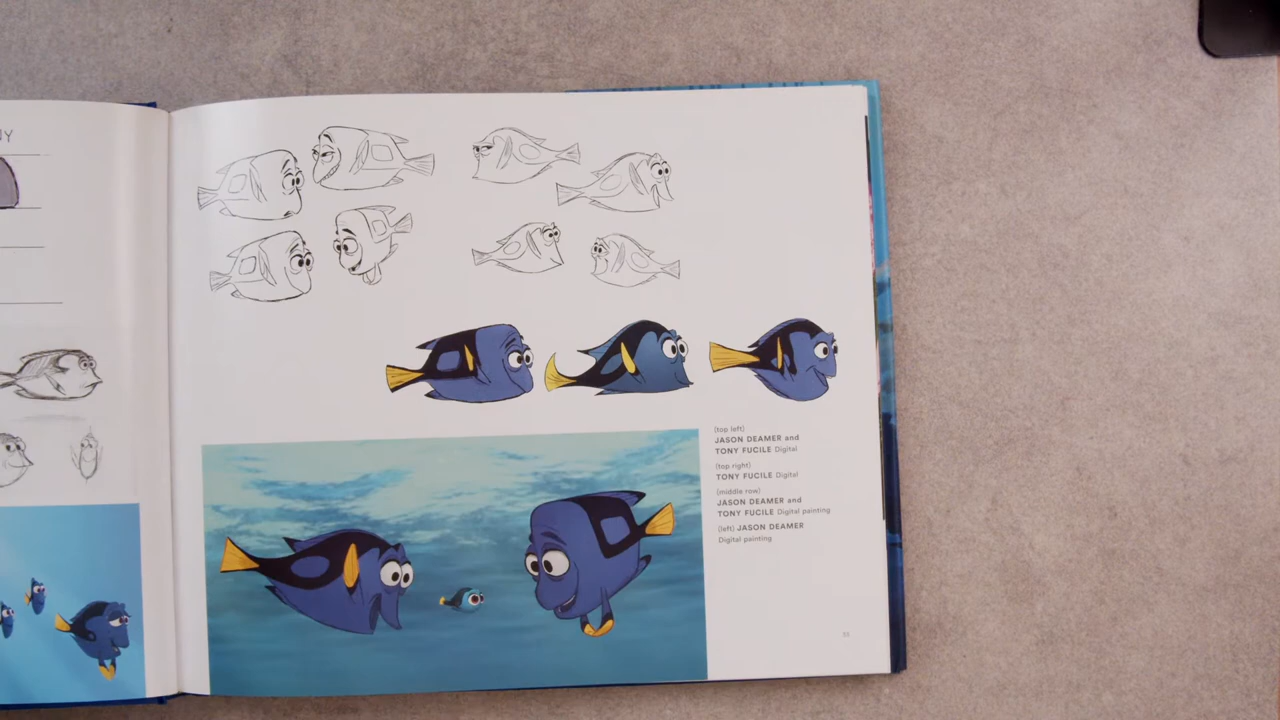 NY
(top left)
JASON DEAMER and
TONY FUCILE Digital
(top right)
TONY FUCILE Digital
(middle row)
JASON DEAMER and
TONY FUCILE Digital painting
(left) JASON DEAMER
Digital painting